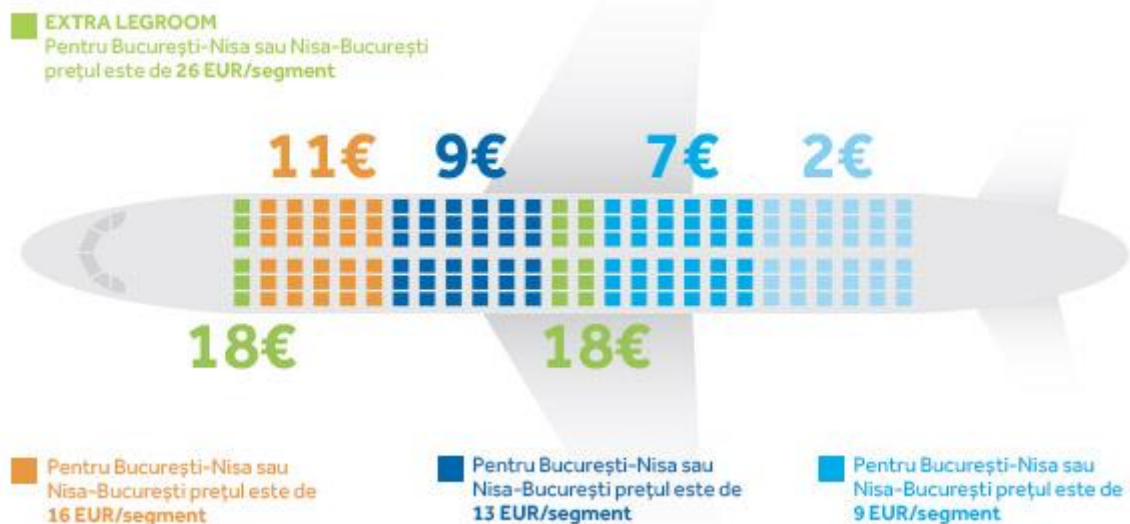 EXTRA LEGROOM
Pentru București-Nisa sau Nisa-București
prețul este de 26 EUR/segment
11€ 9€ 7€ 2€
18€ 18€
Pentru București-Nisa sau
Nisa-București prețul este de
16 EUR/segment
Pentru București-Nisa sau
Nisa-București prețul este de
13 EUR/segment
Pentru București-Nisa sau
Nisa-București prețul este de
9 EUR/segment